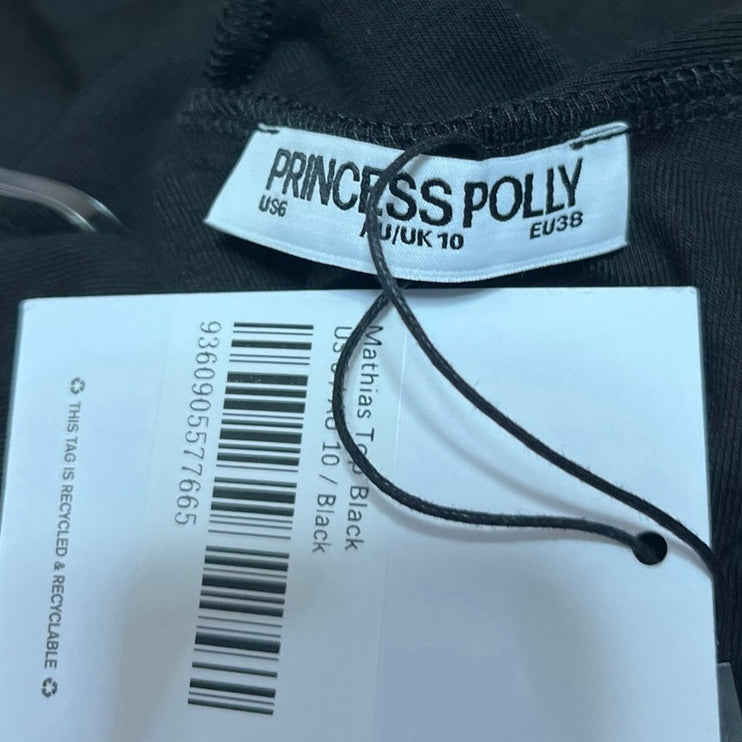 PRINCESS POLLY
US6 AU/UK 10 EU38
Mathias Top Black
10 / Black
9360905577665
♻ THIS TAG IS RECYCLED & RECYCLABLE ♻